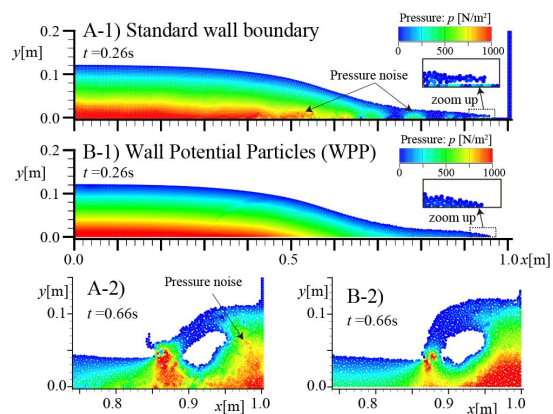 A-1) Standard wall boundary
Pressure: p [N/m²]
y[m]
t =0.26s
0 500 1000
0.2
Pressure noise
0.1
zoom up
0.0
B-1) Wall Potential Particles (WPP)
Pressure: p [N/m²]
y[m]
t =0.26s
0 500 1000
0.2
0.1
zoom up
0.0
0.0 0.5 1.0 x[m]
y[m] A-2) Pressure noise
t =0.66s
0.1
0.0
0.8 0.9 x[m] 1.0
y[m] B-2)
t =0.66s
0.1
0.0
0.8 0.9 x[m] 1.0